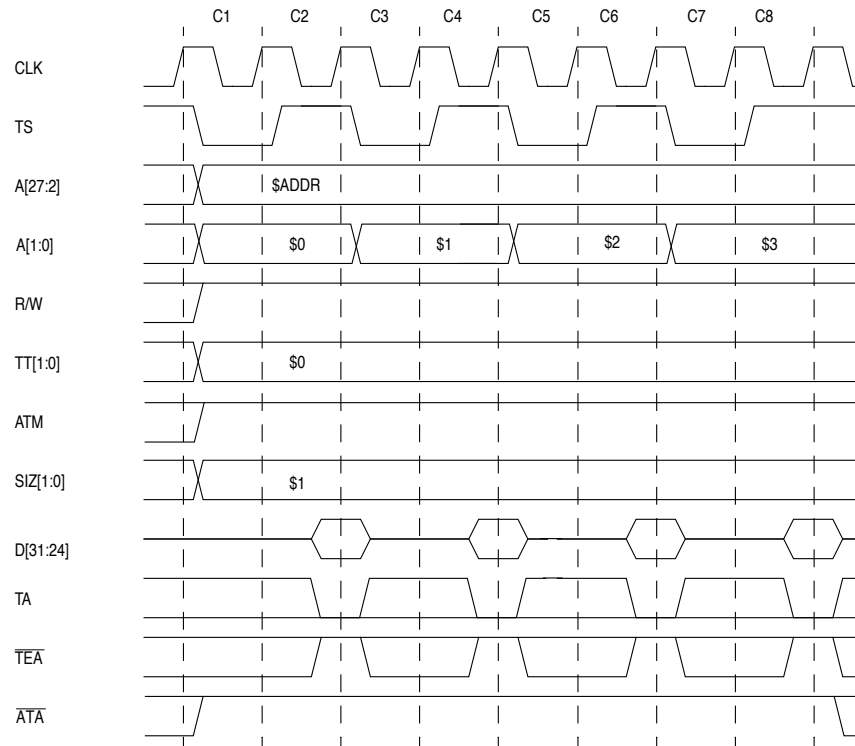 C1 C2 C3 C4 C5 C6 C7 C8
CLK
TS
A[27:2] $ADDR
A[1:0] $0 $1 $2 $3
R/W
TT[1:0] $0
ATM
SIZ[1:0] $1
D[31:24]
TA
TEA
ATA